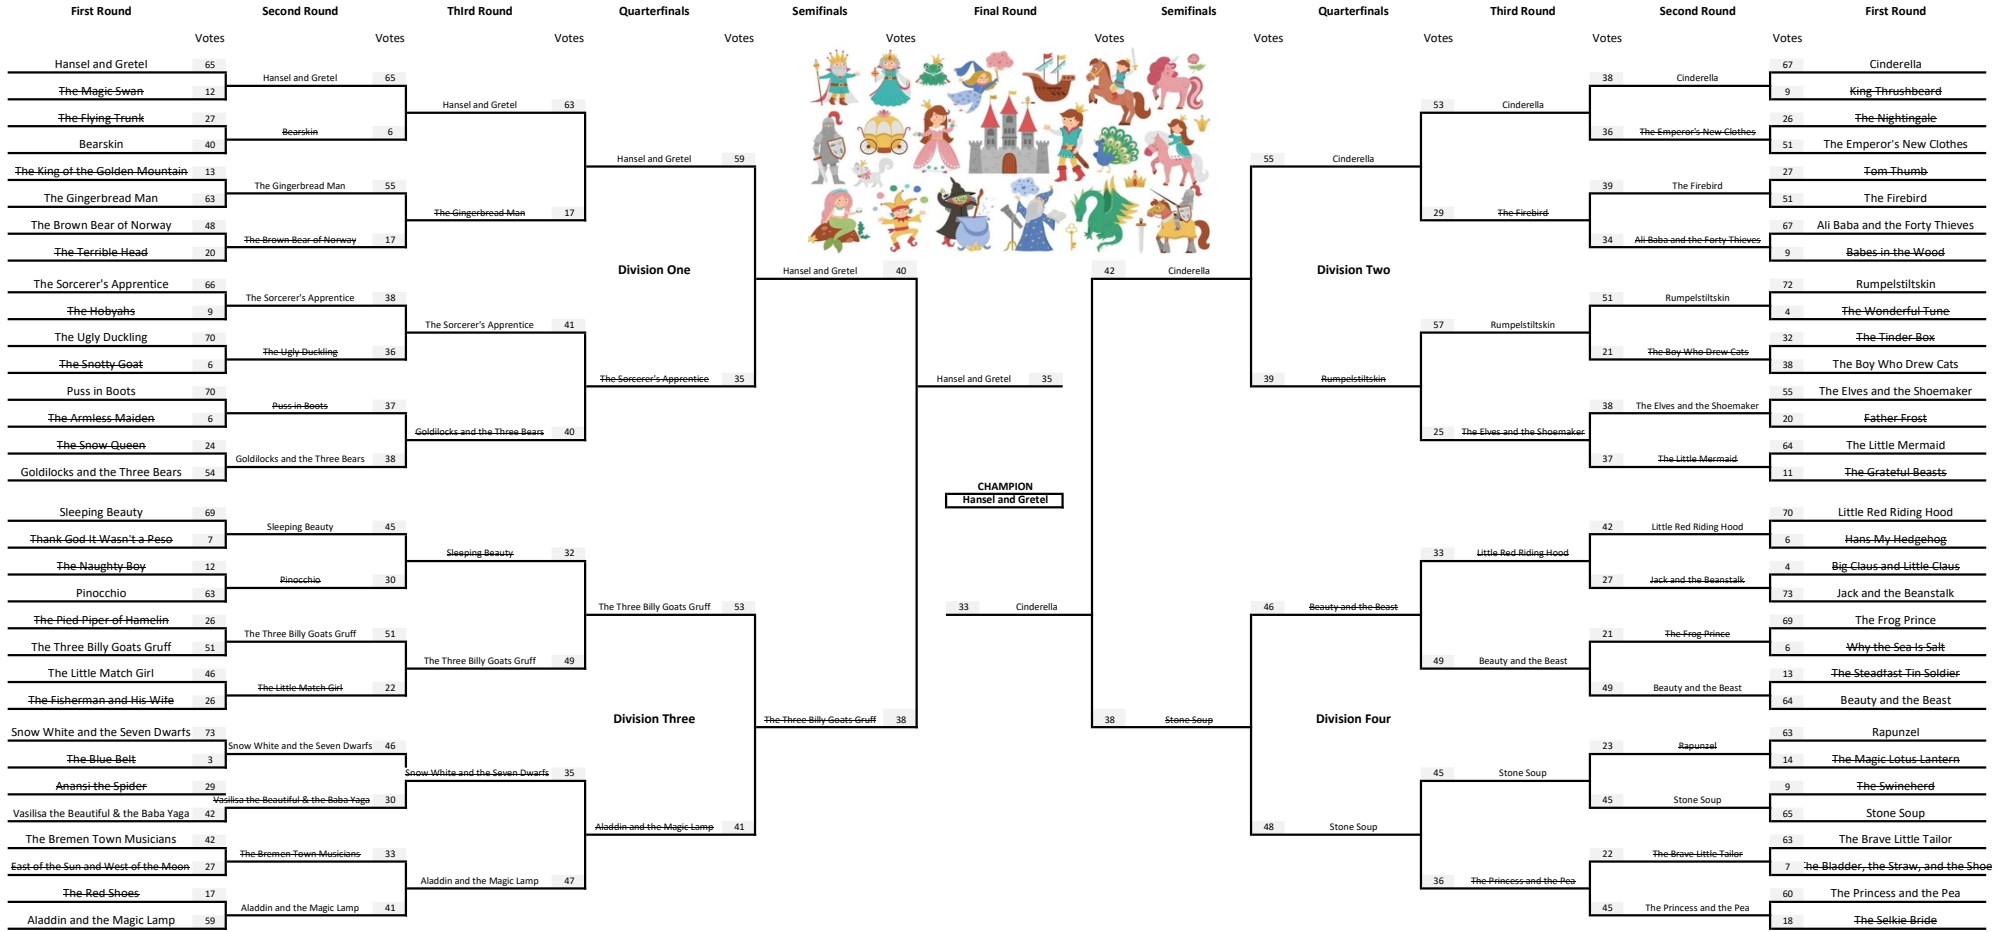 First Round Second Round Third Round Quarterfinals Semifinals Final Round Semifinals Quarterfinals Third Round Second Round First Round
Votes Votes Votes Votes Votes Votes Votes Votes Votes Votes
Hansel and Gretel 65
The Magic Swan 12
The Flying Trunk 27
Bearskin 40
The King of the Golden Mountain 13
The Gingerbread Man 63
The Brown Bear of Norway 48
The Terrible Head 20
The Sorcerer's Apprentice 66
The Hobyahs 9
The Ugly Duckling 70
The Snotty Goat 6
Puss in Boots 70
The Armless Maiden 6
The Snow Queen 24
Goldilocks and the Three Bears 54
Sleeping Beauty 69
Thank God It Wasn't a Peso 7
The Naughty Boy 12
Pinocchio 63
The Pied Piper of Hamelin 26
The Three Billy Goats Gruff 51
The Little Match Girl 46
The Fisherman and His Wife 26
Snow White and the Seven Dwarfs 73
The Blue Belt 3
Anansi the Spider 29
Vasilisa the Beautiful & the Baba Yaga 42
The Bremen Town Musicians 42
East of the Sun and West of the Moon 27
The Red Shoes 17
Aladdin and the Magic Lamp 59
Hansel and Gretel 65
Bearskin 6
The Gingerbread Man 55
The Brown Bear of Norway 17
The Sorcerer's Apprentice 38
The Ugly Duckling 36
Puss in Boots 37
Goldilocks and the Three Bears 38
Sleeping Beauty 45
Pinocchio 30
The Three Billy Goats Gruff 51
The Little Match Girl 22
Snow White and the Seven Dwarfs 46
Vasilisa the Beautiful & the Baba Yaga 30
The Bremen Town Musicians 33
Aladdin and the Magic Lamp 41
Hansel and Gretel 63
The Gingerbread Man 17
The Sorcerer's Apprentice 41
Goldilocks and the Three Bears 40
Sleeping Beauty 32
The Three Billy Goats Gruff 49
Snow White and the Seven Dwarfs 35
Aladdin and the Magic Lamp 47
Hansel and Gretel 59
Division One
The Sorcerer's Apprentice 35
The Three Billy Goats Gruff 53
Division Three
Aladdin and the Magic Lamp 41
Hansel and Gretel 40
The Three Billy Goats Gruff 38
Hansel and Gretel 35
CHAMPION
Hansel and Gretel
33 Cinderella
42 Cinderella
38 Stone Soup
55 Cinderella
Division Two
39 Rumpelstiltskin
46 Beauty and the Beast
Division Four
48 Stone Soup
53 Cinderella
29 The Firebird
57 Rumpelstiltskin
25 The Elves and the Shoemaker
33 Little Red Riding Hood
49 Beauty and the Beast
45 Stone Soup
36 The Princess and the Pea
38 Cinderella
36 The Emperor's New Clothes
39 The Firebird
34 Ali Baba and the Forty Thieves
51 Rumpelstiltskin
21 The Boy Who Drew Cats
38 The Elves and the Shoemaker
37 The Little Mermaid
42 Little Red Riding Hood
27 Jack and the Beanstalk
21 The Frog Prince
49 Beauty and the Beast
23 Rapunzel
45 Stone Soup
22 The Brave Little Tailor
45 The Princess and the Pea
67 Cinderella
9 King Thrushbeard
26 The Nightingale
51 The Emperor's New Clothes
27 Tom Thumb
51 The Firebird
67 Ali Baba and the Forty Thieves
9 Babes in the Wood
72 Rumpelstiltskin
4 The Wonderful Tune
32 The Tinder Box
38 The Boy Who Drew Cats
55 The Elves and the Shoemaker
20 Father Frost
64 The Little Mermaid
11 The Grateful Beasts
70 Little Red Riding Hood
6 Hans My Hedgehog
4 Big Claus and Little Claus
73 Jack and the Beanstalk
69 The Frog Prince
6 Why the Sea Is Salt
13 The Steadfast Tin Soldier
64 Beauty and the Beast
63 Rapunzel
14 The Magic Lotus Lantern
9 The Swineherd
65 Stone Soup
63 The Brave Little Tailor
7 he Bladder, the Straw, and the Shoe
60 The Princess and the Pea
18 The Selkie Bride